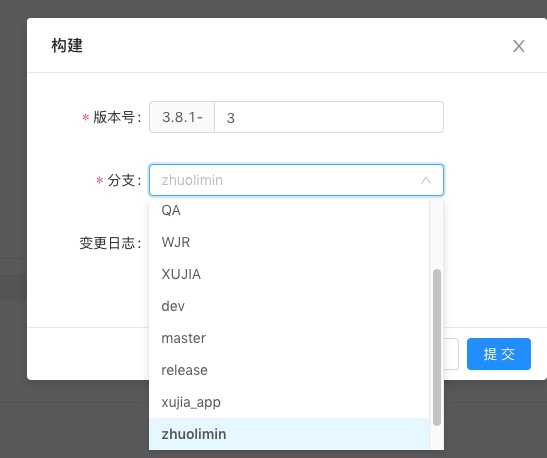 构建
* 版本号: 3.8.1- 3
* 分支: zhuolimin
QA
WJR
变更日志:
XUJIA
dev
master
release
提 交
xujia_app
zhuolimin